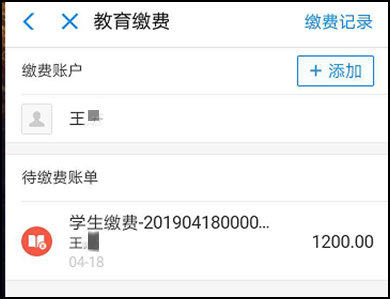 教育缴费
缴费记录
缴费账户
+ 添加
王
待缴费账单
学生缴费-201904180000...
王
1200.00
04-18